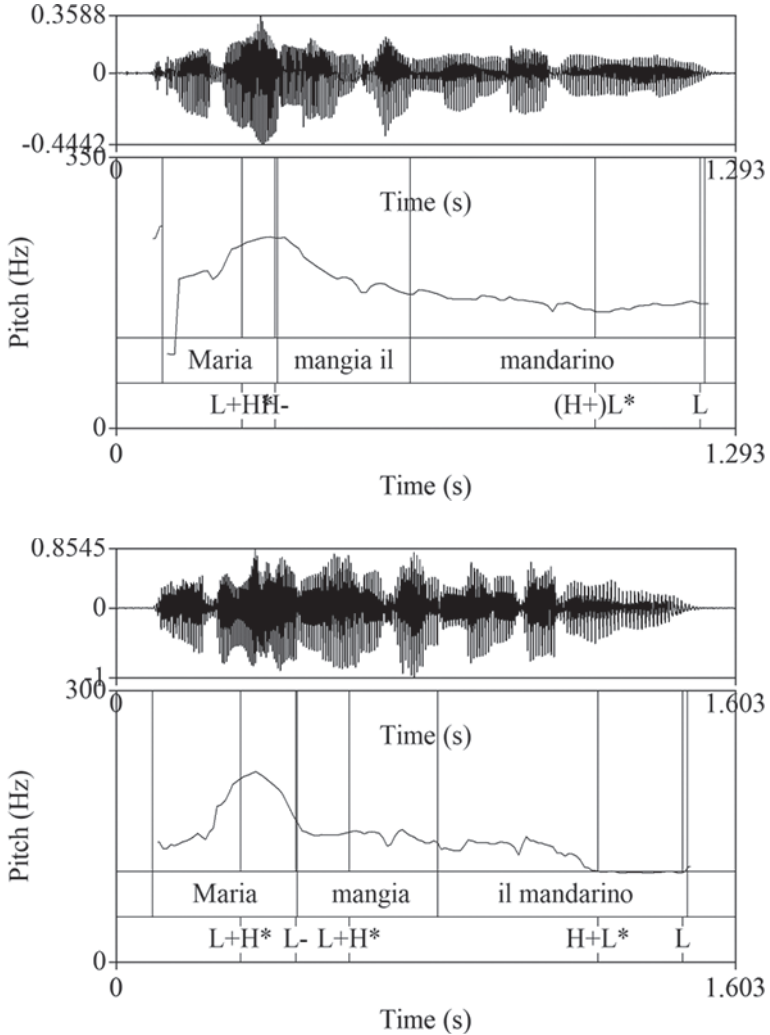 0.3588
0
-0.4442
350
0 1.293
Time (s)
Pitch (Hz)
Maria mangia il mandarino
L+H* H- (H+)L* L
0
0 1.293
Time (s)
0.8545
0
-1
300
0 1.603
Time (s)
Pitch (Hz)
Maria mangia il mandarino
L+H* L- L+H* H+L* L
0
0 1.603
Time (s)